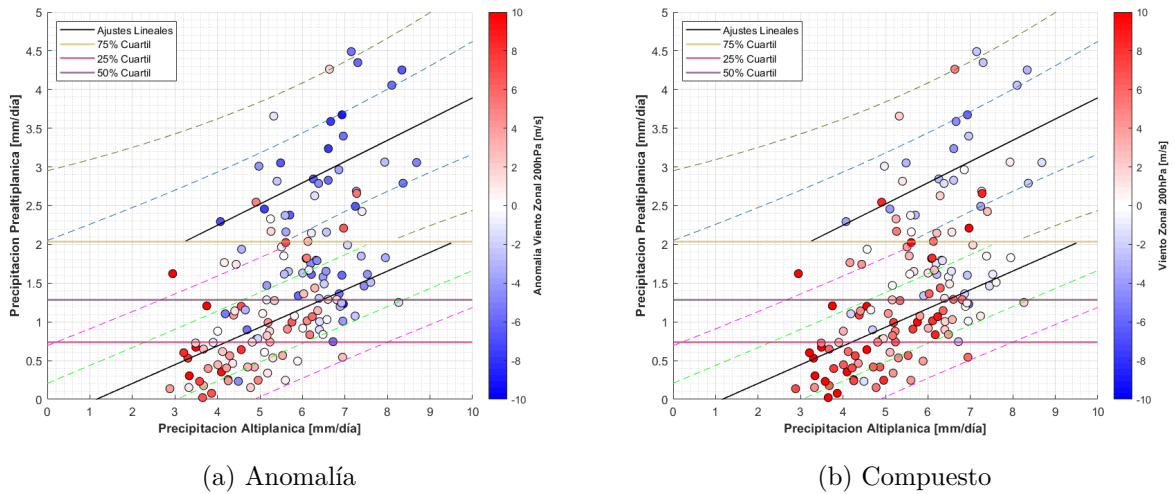 Precipitacion Prealtiplanica [mm/día]
5
4.5
4
3.5
3
2.5
2
1.5
1
0.5
0
Ajustes Lineales
75% Cuartil
25% Cuartil
50% Cuartil
0 1 2 3 4 5 6 7 8 9 10
Precipitacion Altiplanica [mm/día]
10
8
6
4
2
0
-2
-4
-6
-8
-10
Anomalia Viento Zonal 200hPa [m/s]
(a) Anomalía
Precipitacion Prealtiplanica [mm/día]
5
4.5
4
3.5
3
2.5
2
1.5
1
0.5
0
Ajustes Lineales
75% Cuartil
25% Cuartil
50% Cuartil
0 1 2 3 4 5 6 7 8 9 10
Precipitacion Altiplanica [mm/día]
10
8
6
4
2
0
-2
-4
-6
-8
-10
Viento Zonal 200hPa [m/s]
(b) Compuesto